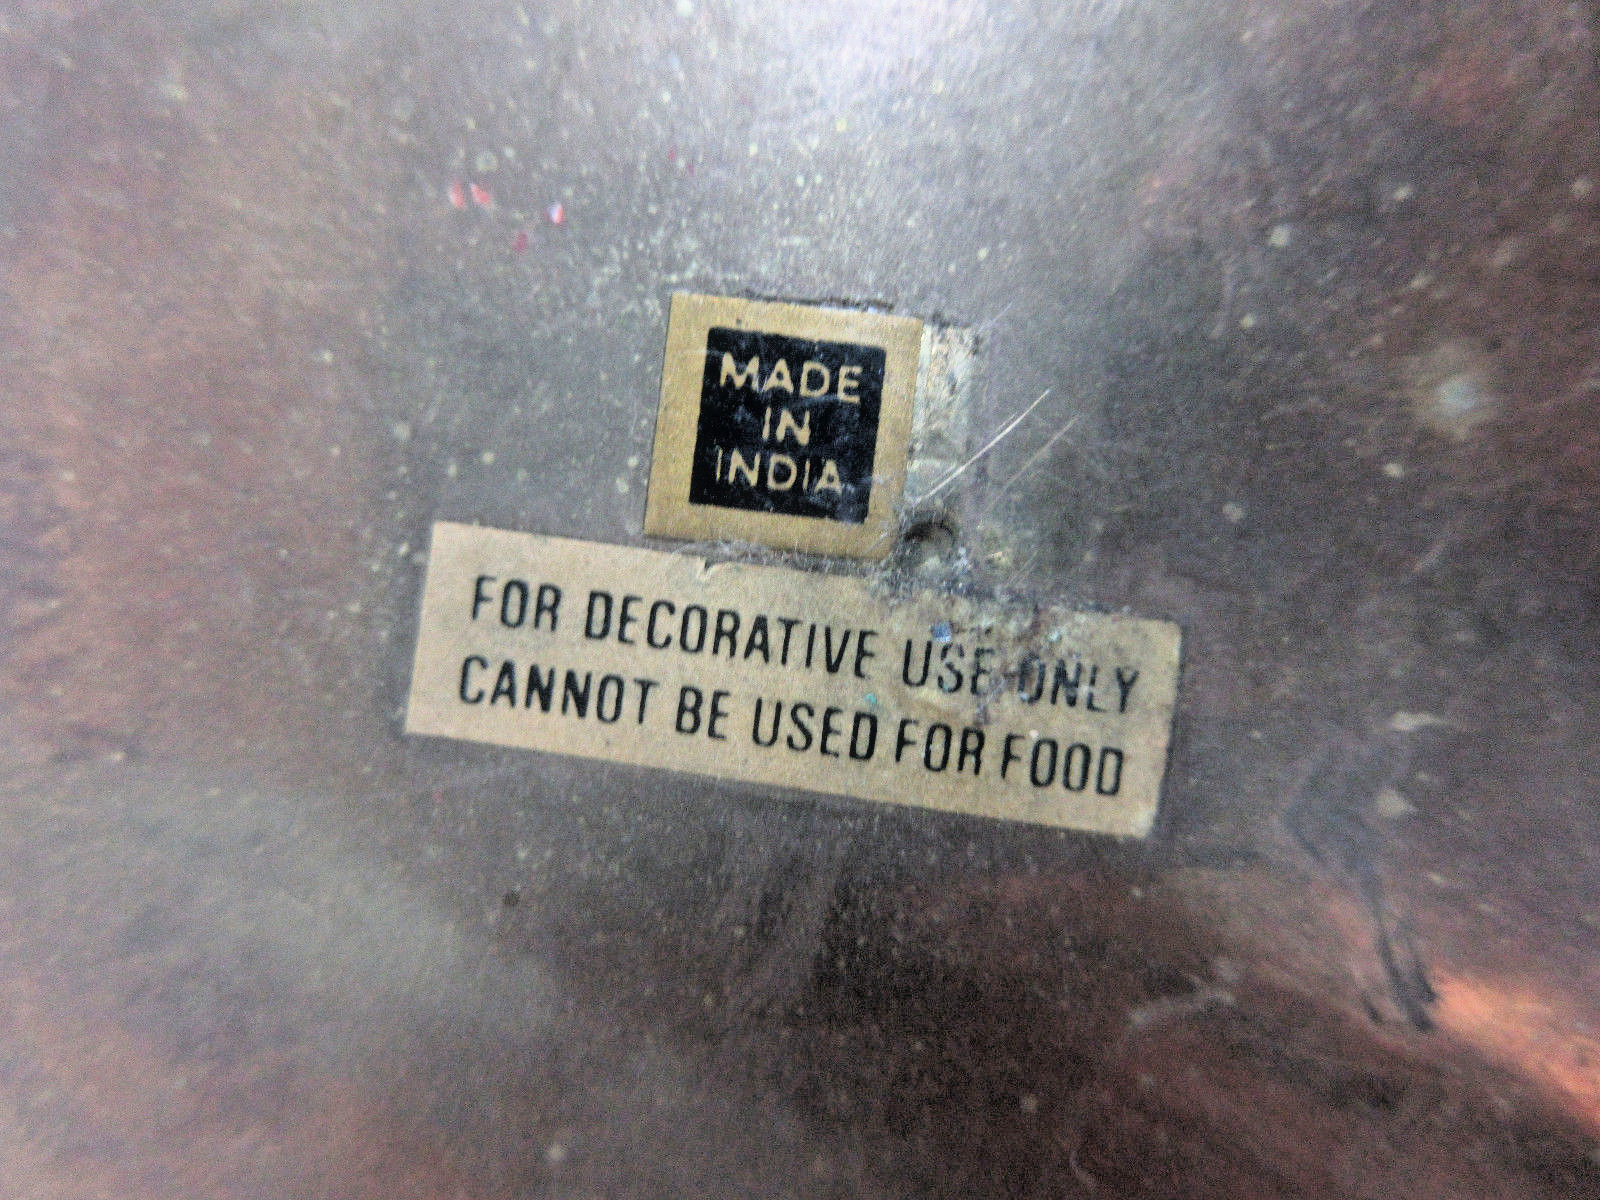 MADE
IN
INDIA
FOR DECORATIVE USE ONLY
CANNOT BE USED FOR FOOD